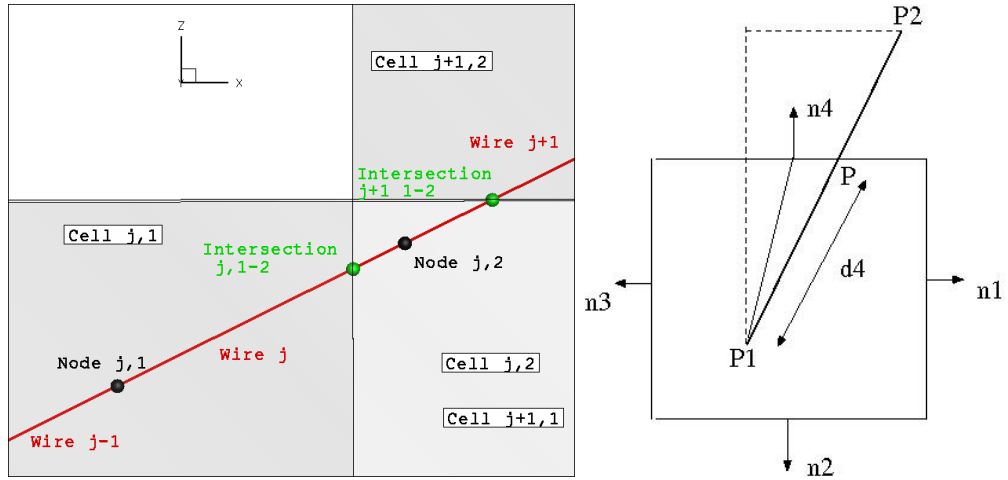 Z
X
Cell j+1,2
Wire j+1
Intersection
j+1 1-2
Cell j,1
Intersection
j,1-2
Node j,2
Node j,1
Wire j
Cell j,2
Cell j+1,1
Wire j-1
P2
n4
P
d4
n3
n1
P1
n2